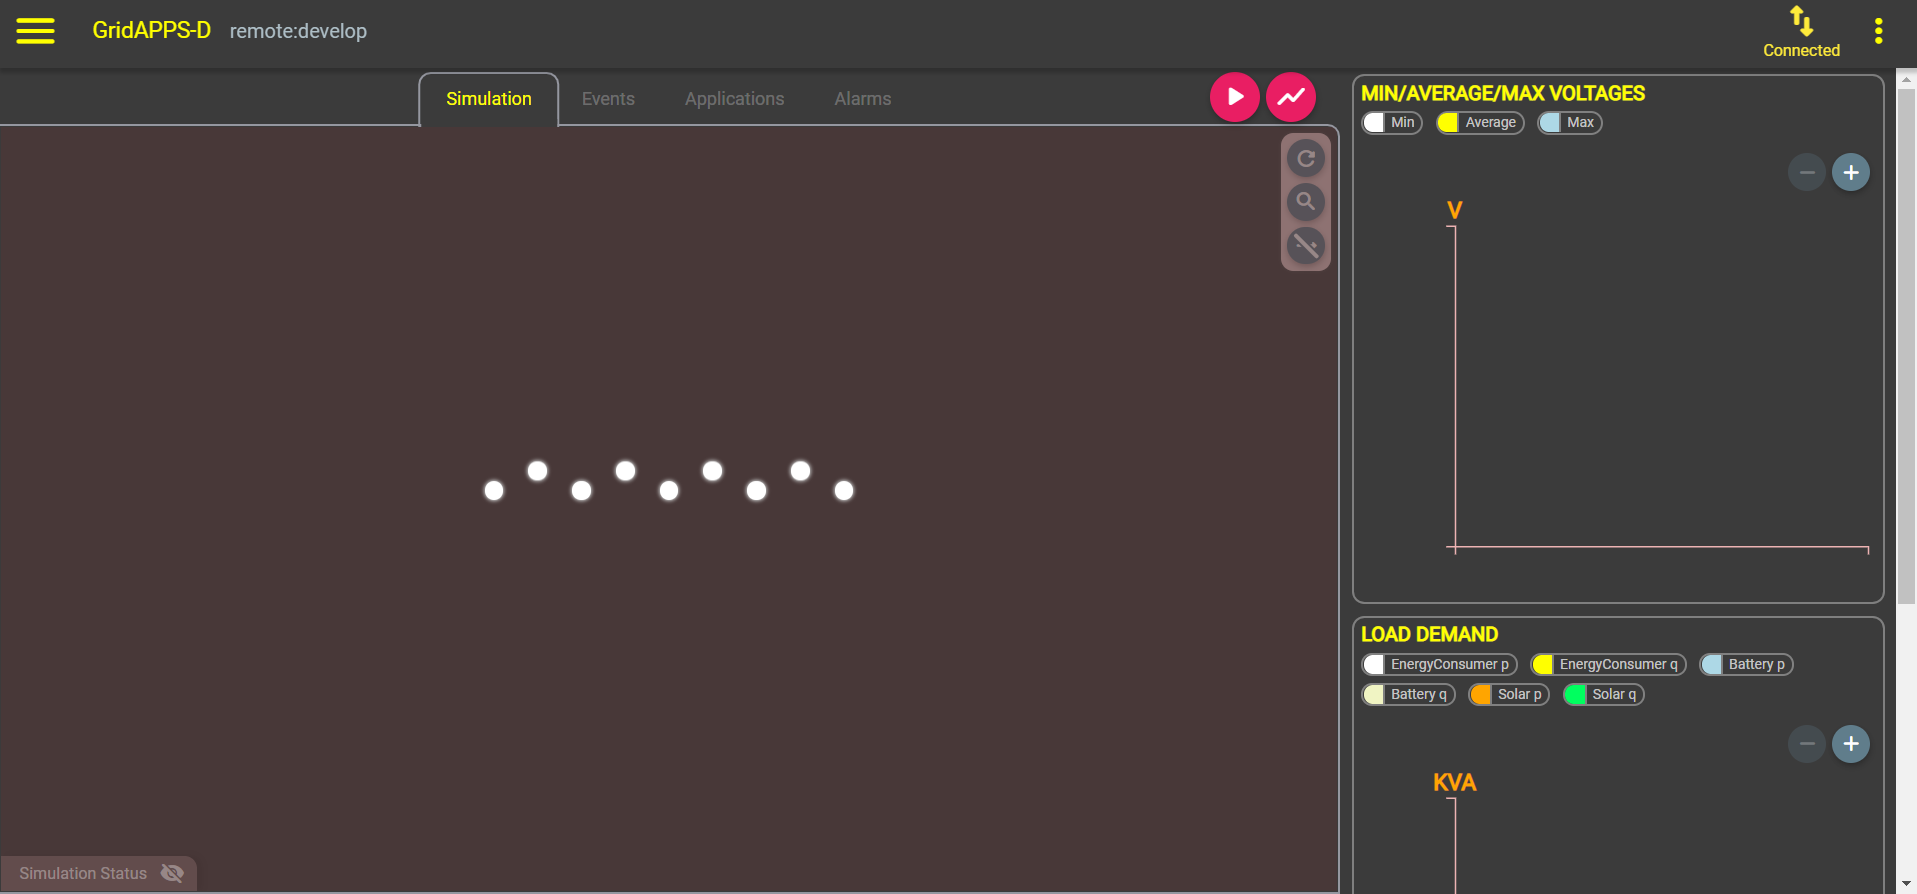 GridAPPS-D remote:develop
Connected
Simulation Events Applications Alarms
MIN/AVERAGE/MAX VOLTAGES
Min Average Max
V
LOAD DEMAND
EnergyConsumer p EnergyConsumer q Battery p
Battery q Solar p Solar q
KVA
Simulation Status